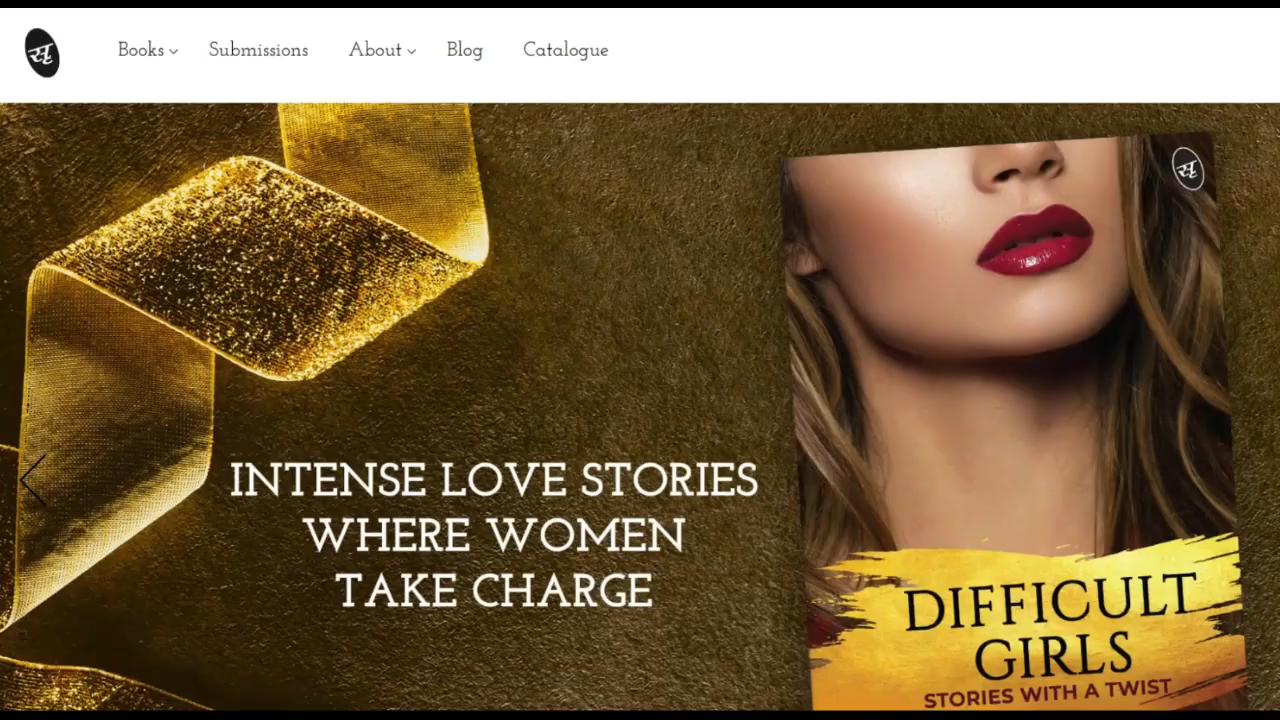 सृ
Books
Submissions
About
Blog
Catalogue
सृ
INTENSE LOVE STORIES
WHERE WOMEN
TAKE CHARGE
DIFFICULT
GIRLS
STORIES WITH A TWIST